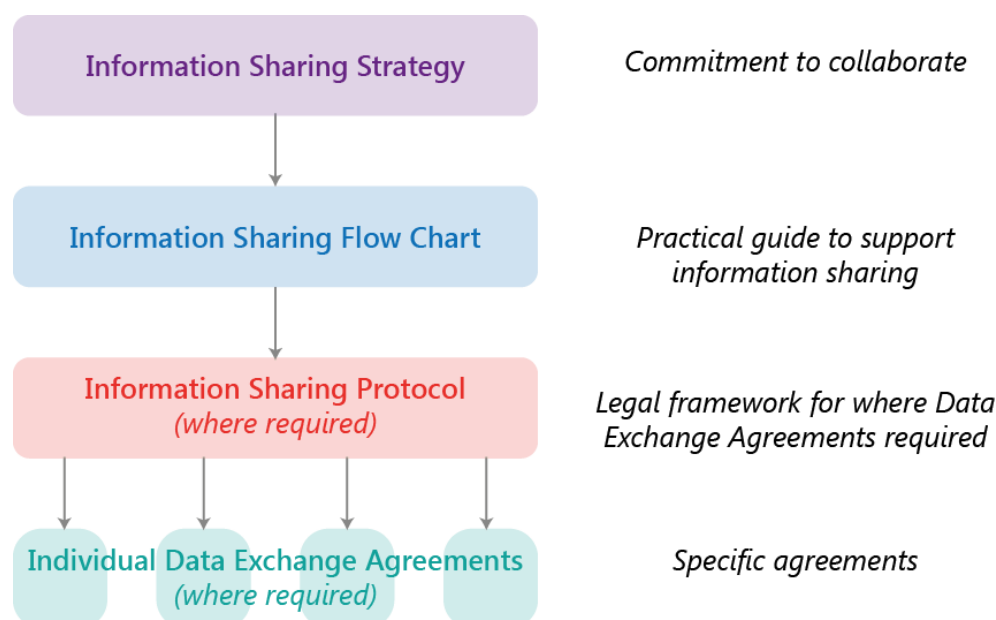 Information Sharing Strategy
Commitment to collaborate
Information Sharing Flow Chart
Practical guide to support
information sharing
Information Sharing Protocol
(where required)
Legal framework for where Data
Exchange Agreements required
Individual Data Exchange Agreements
(where required)
Specific agreements